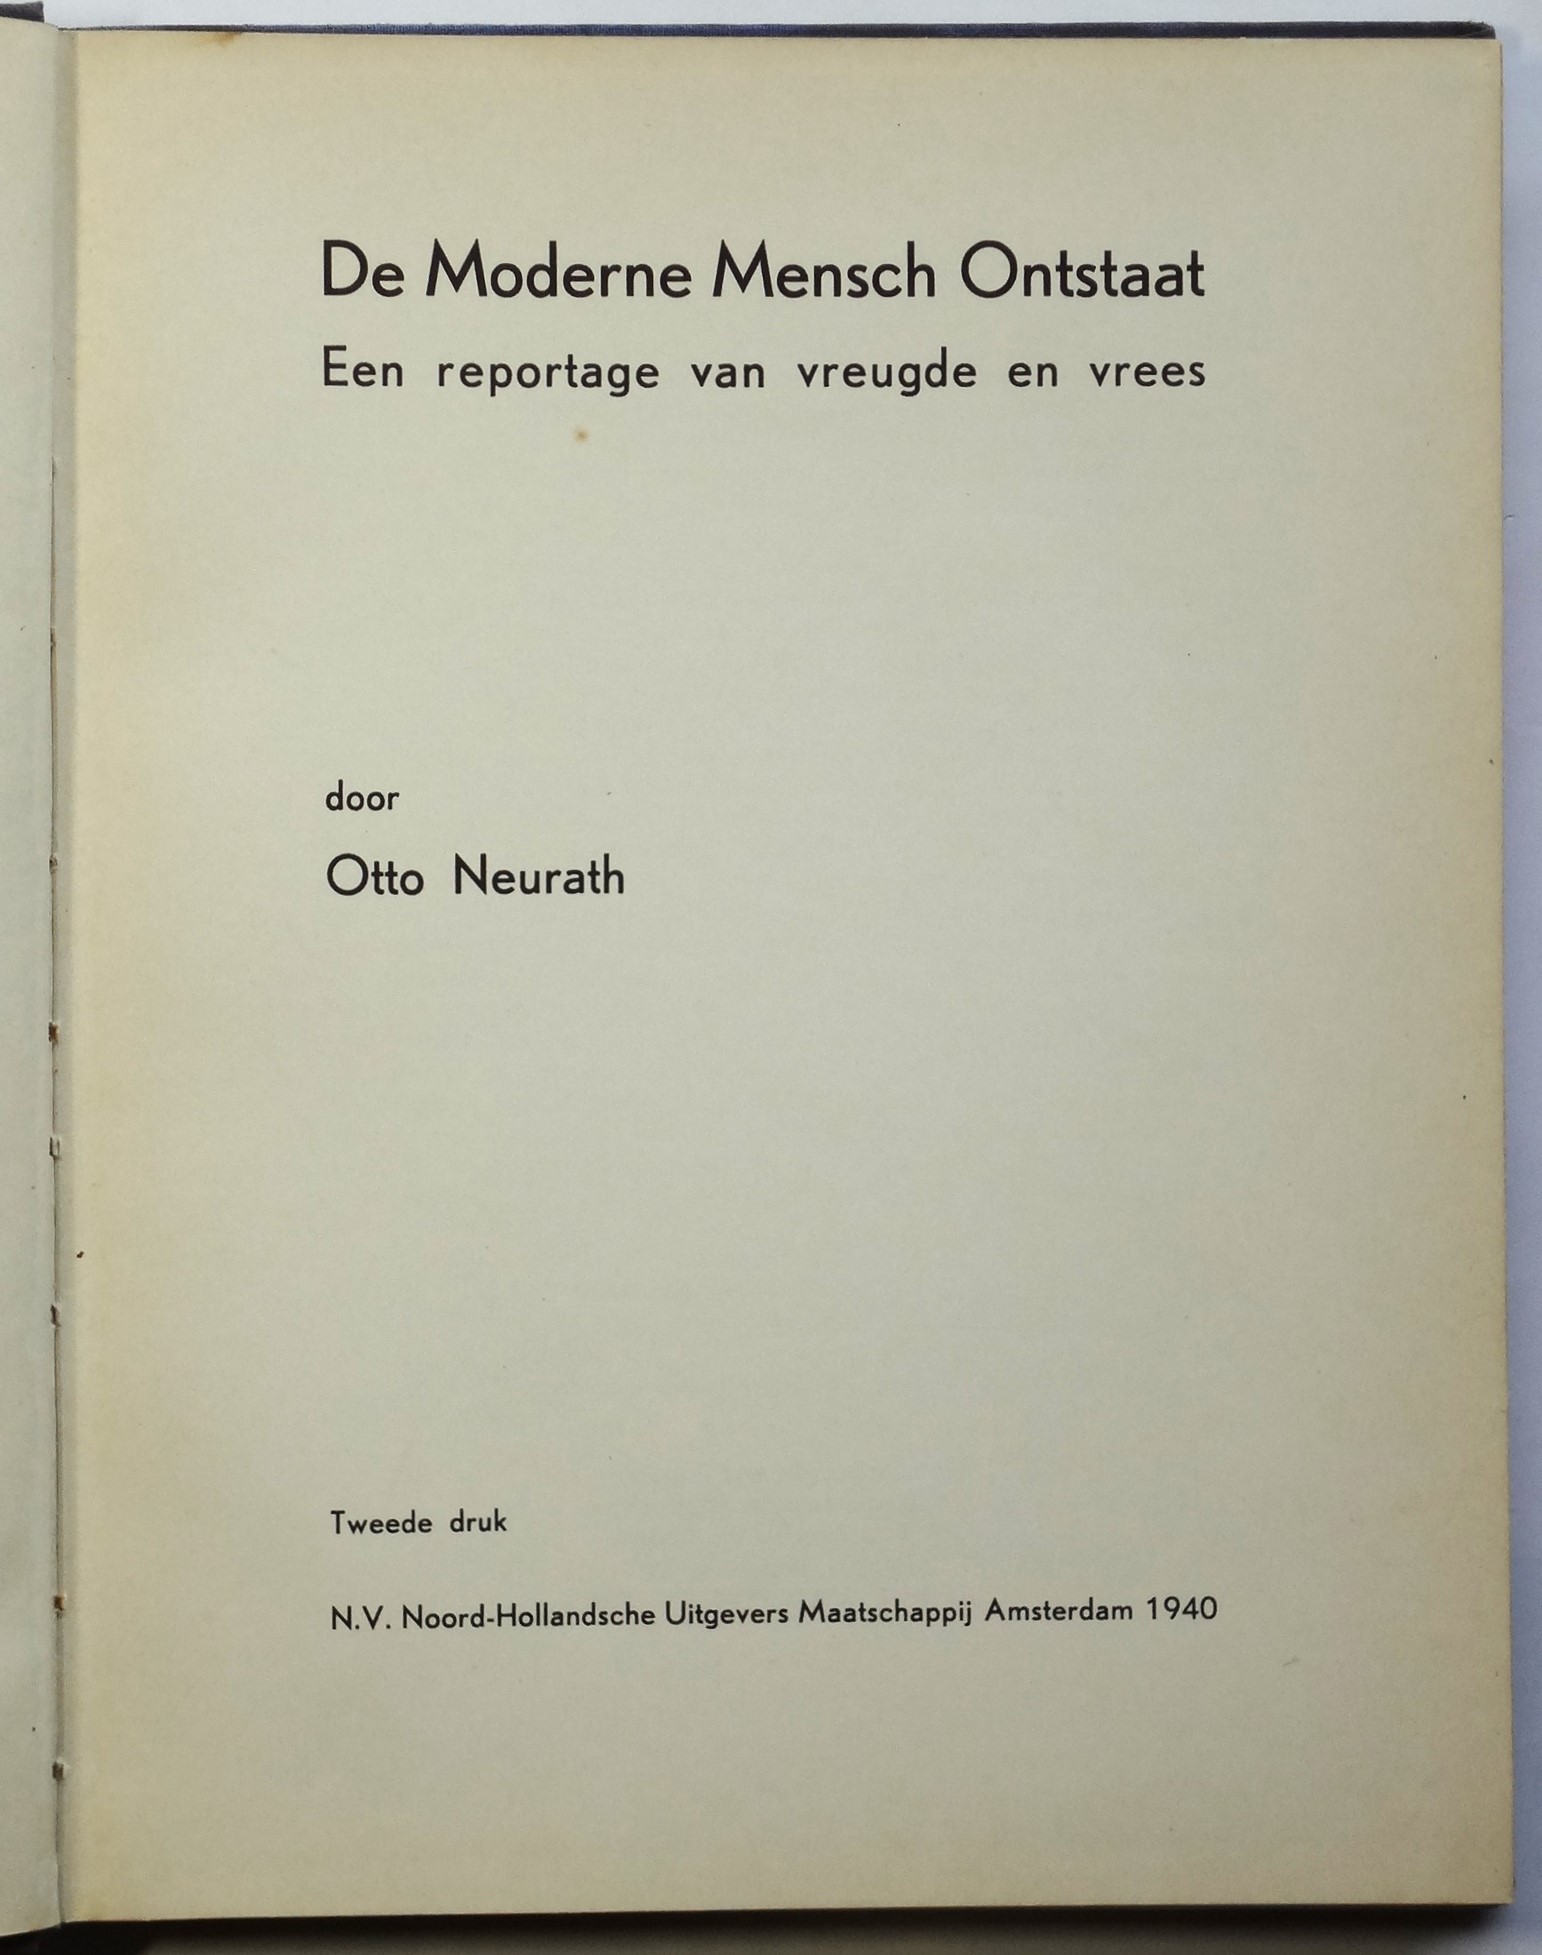 De Moderne Mensch Ontstaat
Een reportage van vreugde en vrees
door
Otto Neurath
Tweede druk
N.V. Noord-Hollandsche Uitgevers Maatschappij Amsterdam 1940